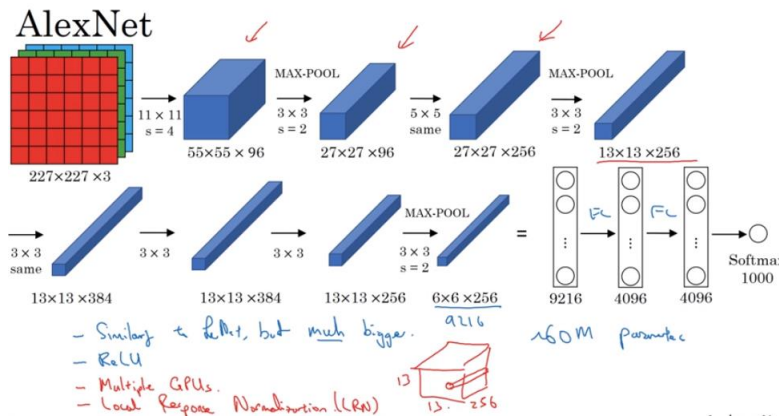 AlexNet
MAX-POOL
MAX-POOL
11 × 11
s = 4
3 × 3
s = 2
5 × 5
same
3 × 3
s = 2
227×227 ×3
55×55 × 96
27×27 ×96
27×27 ×256
13×13 ×256
MAX-POOL
FC
FC
3 × 3
same
3 × 3
3 × 3
3 × 3
s = 2
=
...
...
...
Softmax
1000
13×13 ×384
13×13 ×384
13×13 ×256
6×6 ×256
9216
4096
4096
9216
- Similar to LeNet, but much bigger.
~60M parameters
- ReLU
- Multiple GPUs.
- Local Response Normalization (LRN)
13
13.
256